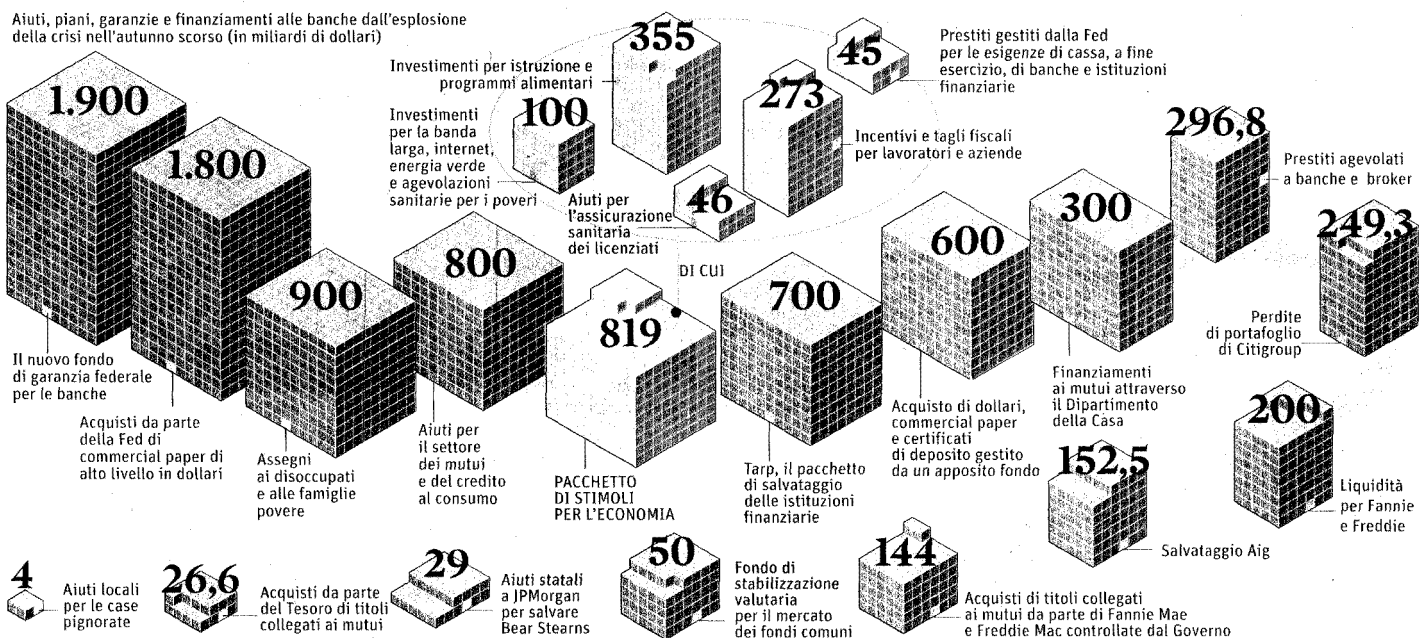 Aiuti, piani, garanzie e finanziamenti alle banche dall'esplosione
della crisi nell'autunno scorso (in miliardi di dollari)
1.900
Il nuovo fondo
di garanzia federale
per le banche
1.800
Acquisti da parte
della Fed di
commercial paper di
alto livello in dollari
900
Assegni
ai disoccupati
e alle famiglie
povere
800
Aiuti per
il settore
dei mutui
e del credito
al consumo
819
PACCHETTO
DI STIMOLI
PER L'ECONOMIA
DI CUI
Investimenti per istruzione e
programmi alimentari
355
Investimenti
per la banda
larga, internet,
energia verde
e agevolazioni
sanitarie per i poveri
100
Aiuti per
l'assicurazione
sanitaria
dei licenziati
46
273
Incentivi e tagli fiscali
per lavoratori e aziende
45
Prestiti gestiti dalla Fed
per le esigenze di cassa, a fine
esercizio, di banche e istituzioni
finanziarie
700
Tarp, il pacchetto
di salvataggio
delle istituzioni
finanziarie
600
Acquisto di dollari,
commercial paper
e certificati
di deposito gestito
da un apposito fondo
300
Finanziamenti
ai mutui attraverso
il Dipartimento
della Casa
296,8
Prestiti agevolati
a banche e broker
249,3
Perdite
di portafoglio
di Citigroup
200
Liquidità
per Fannie
e Freddie
152,5
Salvataggio Aig
144
Acquisti di titoli collegati
ai mutui da parte di Fannie Mae
e Freddie Mac controllate dal Governo
50
Fondo di
stabilizzazione
valutaria
per il mercato
dei fondi comuni
29
Aiuti statali
a JPMorgan
per salvare
Bear Stearns
26,6
Acquisti da parte
del Tesoro di titoli
collegati ai mutui
4
Aiuti locali
per le case
pignorate